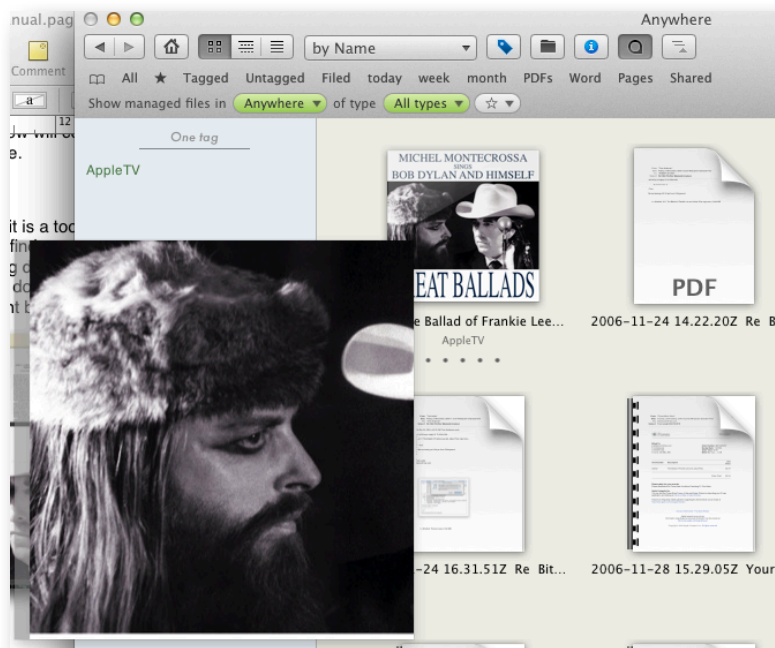 nual.pag
Anywhere
by Name
Comment
All ★ Tagged Untagged Filed today week month PDFs Word Pages Shared
a
Show managed files in Anywhere of type All types
12
e.
One tag
AppleTV
it is a too
MICHEL MONTECROSSA
SINGS
BOB DYLAN AND HIMSELF
EAT BALLADS
PDF
e Ballad of Frankie Lee...
2006-11-24 14.22.20Z Re B
AppleTV
-24 16.31.51Z Re Bit...
2006-11-28 15.29.05Z Your